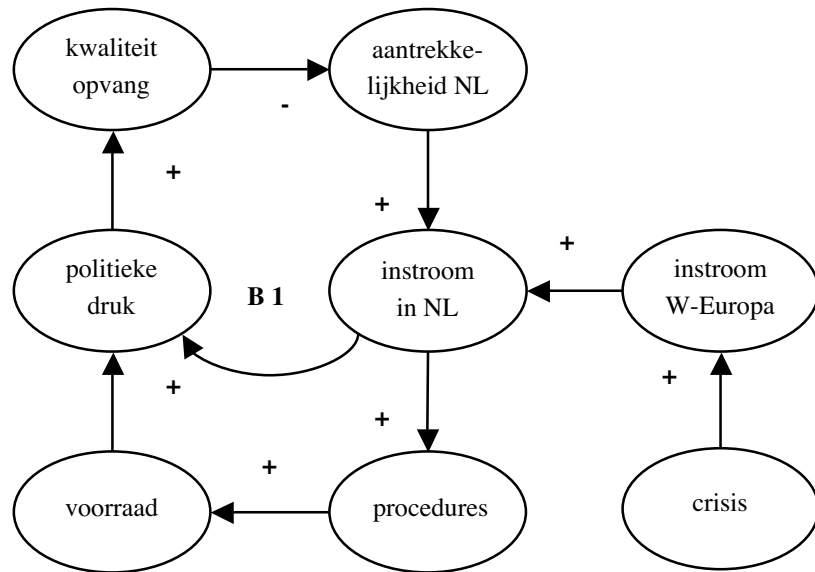 kwaliteit
opvang
aantrekke-
lijkheid NL
-
+
+
+
politieke
druk
B 1
instroom
in NL
instroom
W-Europa
+
+
+
+
voorraad
procedures
crisis